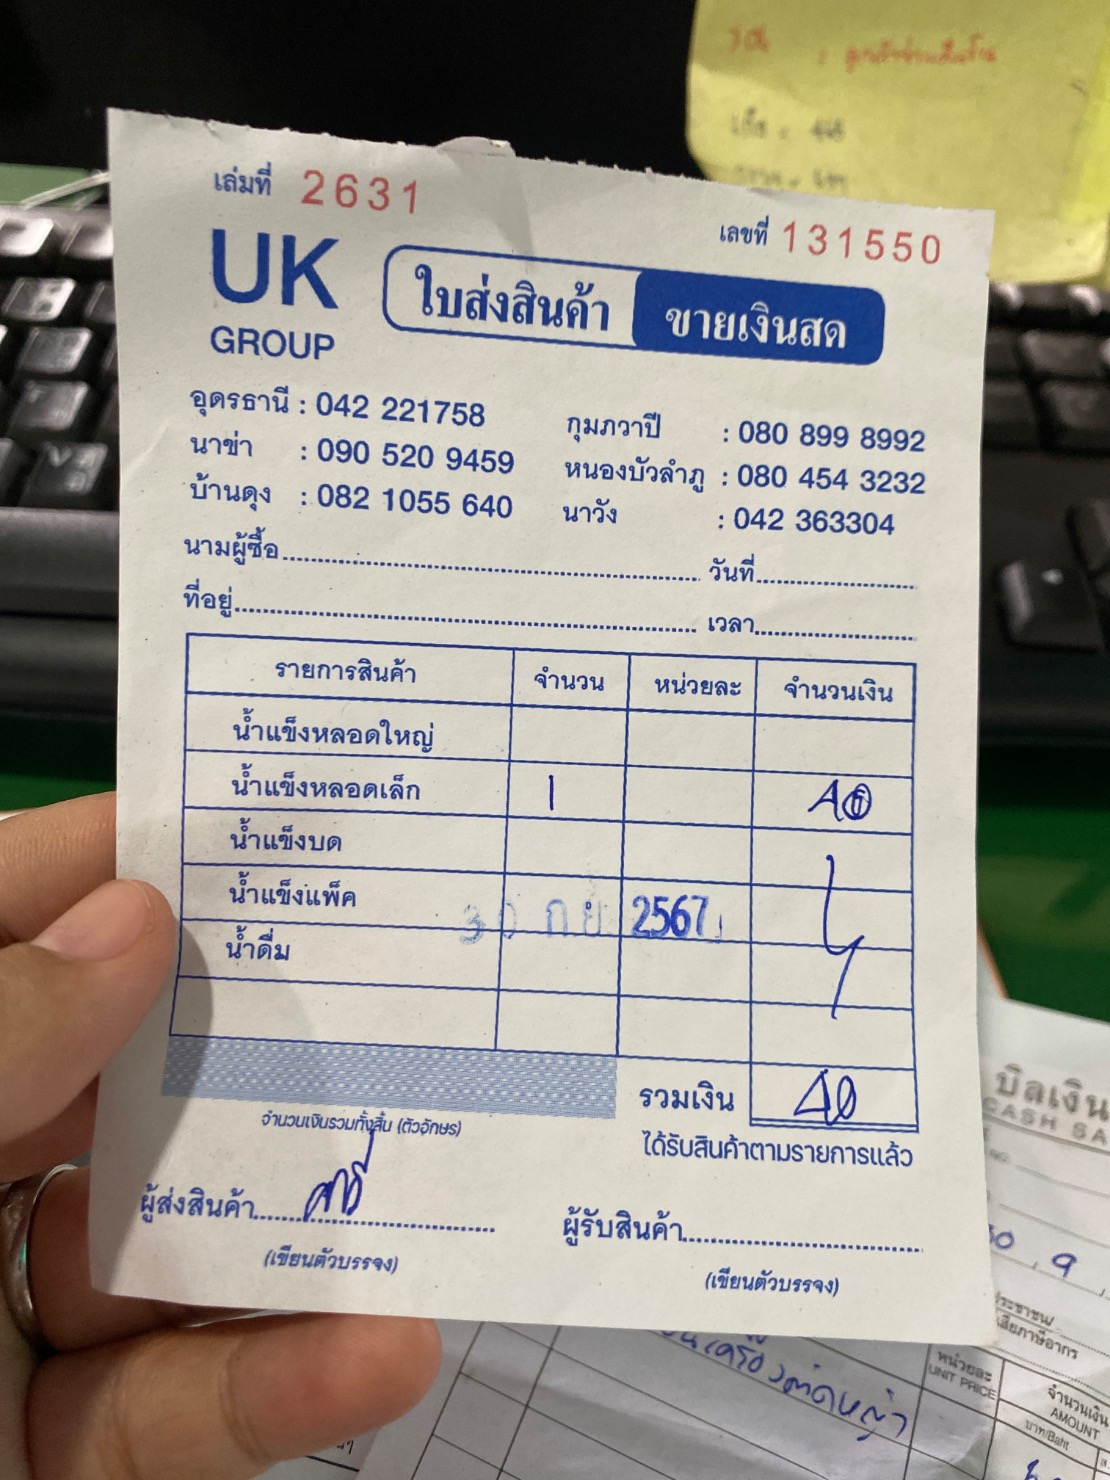 เล่มที่ 2631
เลขที่ 131550
UK
GROUP
ใบส่งสินค้า ขายเงินสด
อุดรธานี : 042 221758 กุมภวาปี : 080 899 8992
นาข่า : 090 520 9459 หนองบัวลำภู : 080 454 3232
บ้านดุง : 082 1055 640 นาวัง : 042 363304
นามผู้ซื้อ วันที่
ที่อยู่ เวลา
รายการสินค้า จำนวน หน่วยละ จำนวนเงิน
น้ำแข็งหลอดใหญ่
น้ำแข็งหลอดเล็ก 1 40
น้ำแข็งบด
น้ำแข็งแพ็ค
30 ก.ย. 2567
น้ำดื่ม
รวมเงิน 40
จำนวนเงินรวมทั้งสิ้น (ตัวอักษร)
ได้รับสินค้าตามรายการแล้ว
ผู้ส่งสินค้า ผู้รับสินค้า
(เขียนตัวบรรจง) (เขียนตัวบรรจง)
บิลเงิน
CASH SA
9
หน่วยละ
UNIT PRICE
จำนวนเงิน
AMOUNT
บาท/Baht